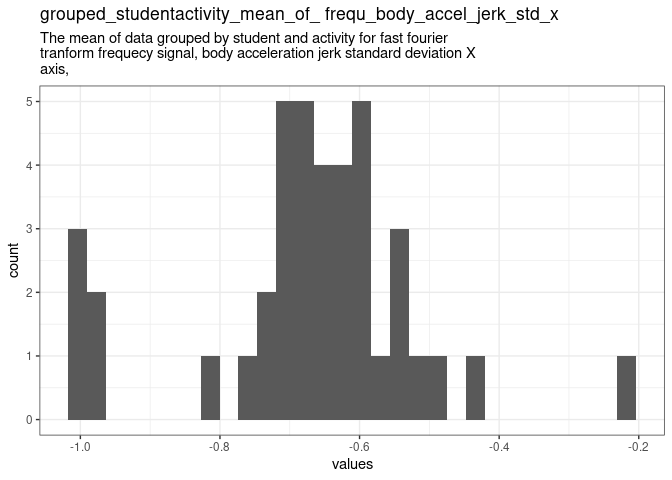 grouped_studentactivity_mean_of_ frequ_body_accel_jerk_std_x
The mean of data grouped by student and activity for fast fourier
tranform frequecy signal, body acceleration jerk standard deviation X
axis,
5
4
3
2
1
0
count
-1.0 -0.8 -0.6 -0.4 -0.2
values